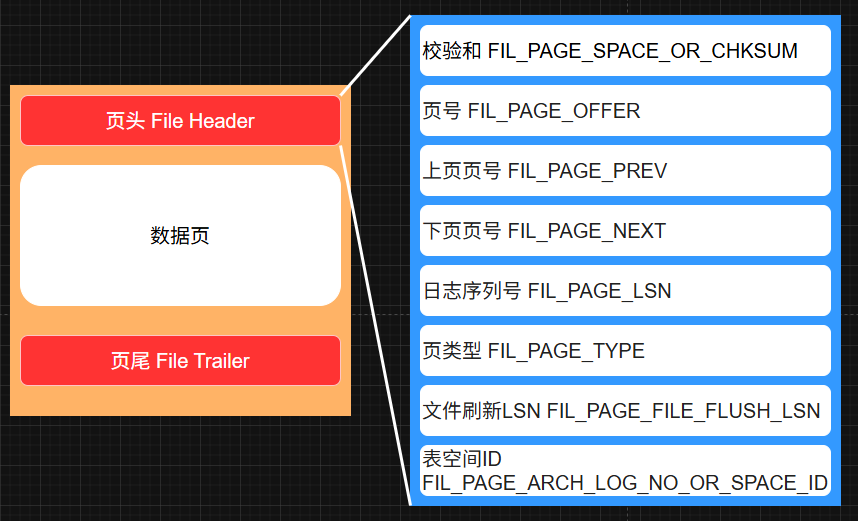 页头 File Header
数据页
页尾 File Trailer
校验和 FIL_PAGE_SPACE_OR_CHKSUM
页号 FIL_PAGE_OFFER
上页页号 FIL_PAGE_PREV
下页页号 FIL_PAGE_NEXT
日志序列号 FIL_PAGE_LSN
页类型 FIL_PAGE_TYPE
文件刷新LSN FIL_PAGE_FILE_FLUSH_LSN
表空间ID
FIL_PAGE_ARCH_LOG_NO_OR_SPACE_ID